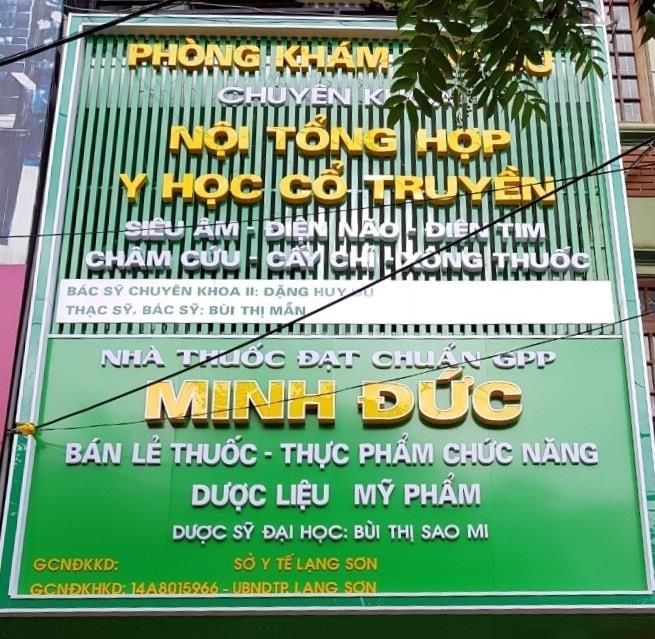 PHÒNG KHÁM
CHUYÊN KHOA
NỘI TỔNG HỢP
Y HỌC CỔ TRUYỀN
SIÊU ÂM - ĐIỆN NÃO - ĐIỆN TIM
CHÂM CỨU - CẤY CHỈ - XÔNG THUỐC
BÁC SỸ CHUYÊN KHOA II: ĐẶNG HUY
THẠC SỸ, BÁC SỸ: BÙI THỊ MẪN
NHÀ THUỐC ĐẠT CHUẨN GPP
MINH ĐỨC
BÁN LẺ THUỐC - THỰC PHẨM CHỨC NĂNG
DƯỢC LIỆU MỸ PHẨM
DƯỢC SỸ ĐẠI HỌC: BÙI THỊ SAO MI
GCNĐKKD: SỞ Y TẾ LẠNG SƠN
GCNĐKHKD: 14A8015966 - UBNDTP. LẠNG SƠN